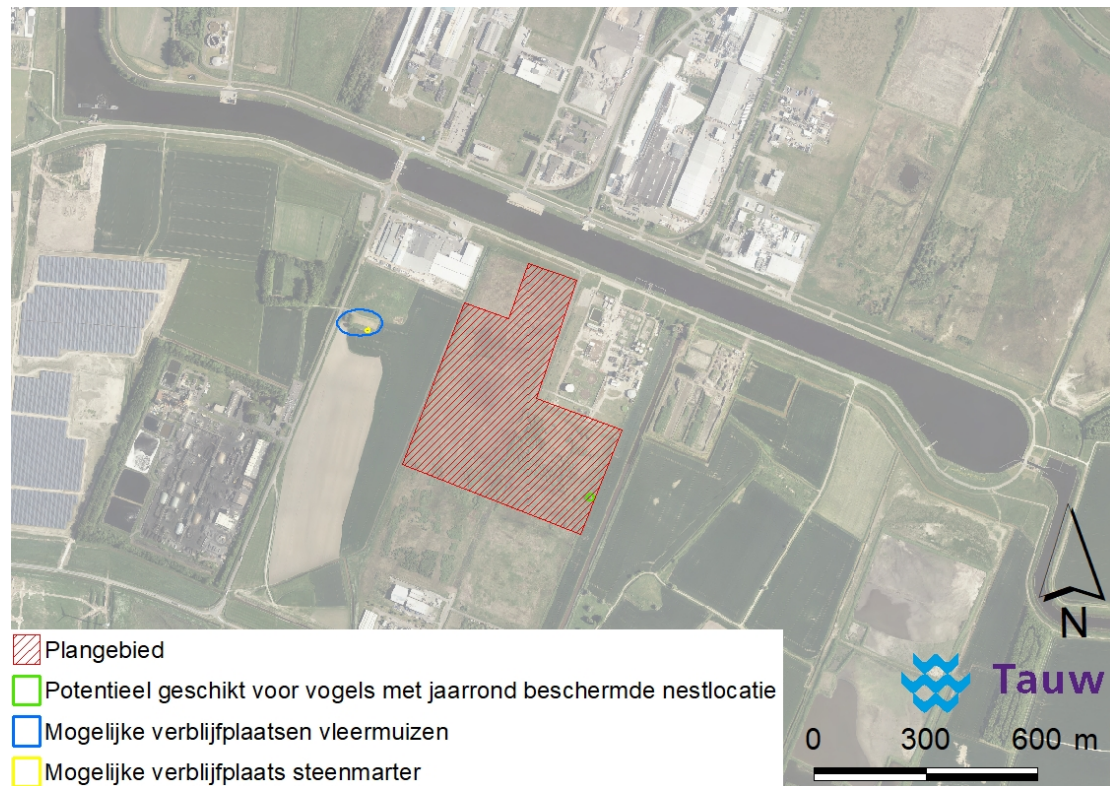 Plangebied
Potentieel geschikt voor vogels met jaarrond beschermde nestlocatie
Mogelijke verblijfplaatsen vleermuizen
Mogelijke verblijfplaats steenmarter
N
Tauw
0 300 600 m